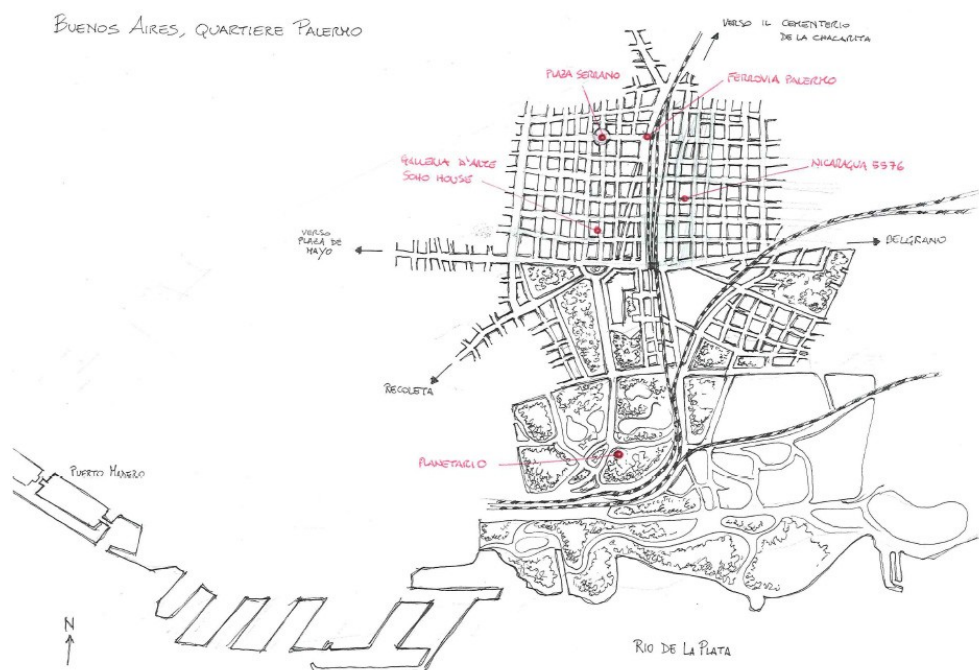 BUENOS AIRES, QUARTIERE PALERMO
VERSO IL CEMENTERIO
DE LA CHACARITA
PLAZA SERRANO
FERROVIA PALERMO
GALLERIA D'ARTE
SOHO HOUSE
NICARAGUA 5576
VERSO
PLAZA DE
MAYO
BELGRANO
RECOLETA
PLANETARIO
PUERTO MADERO
N
RIO DE LA PLATA